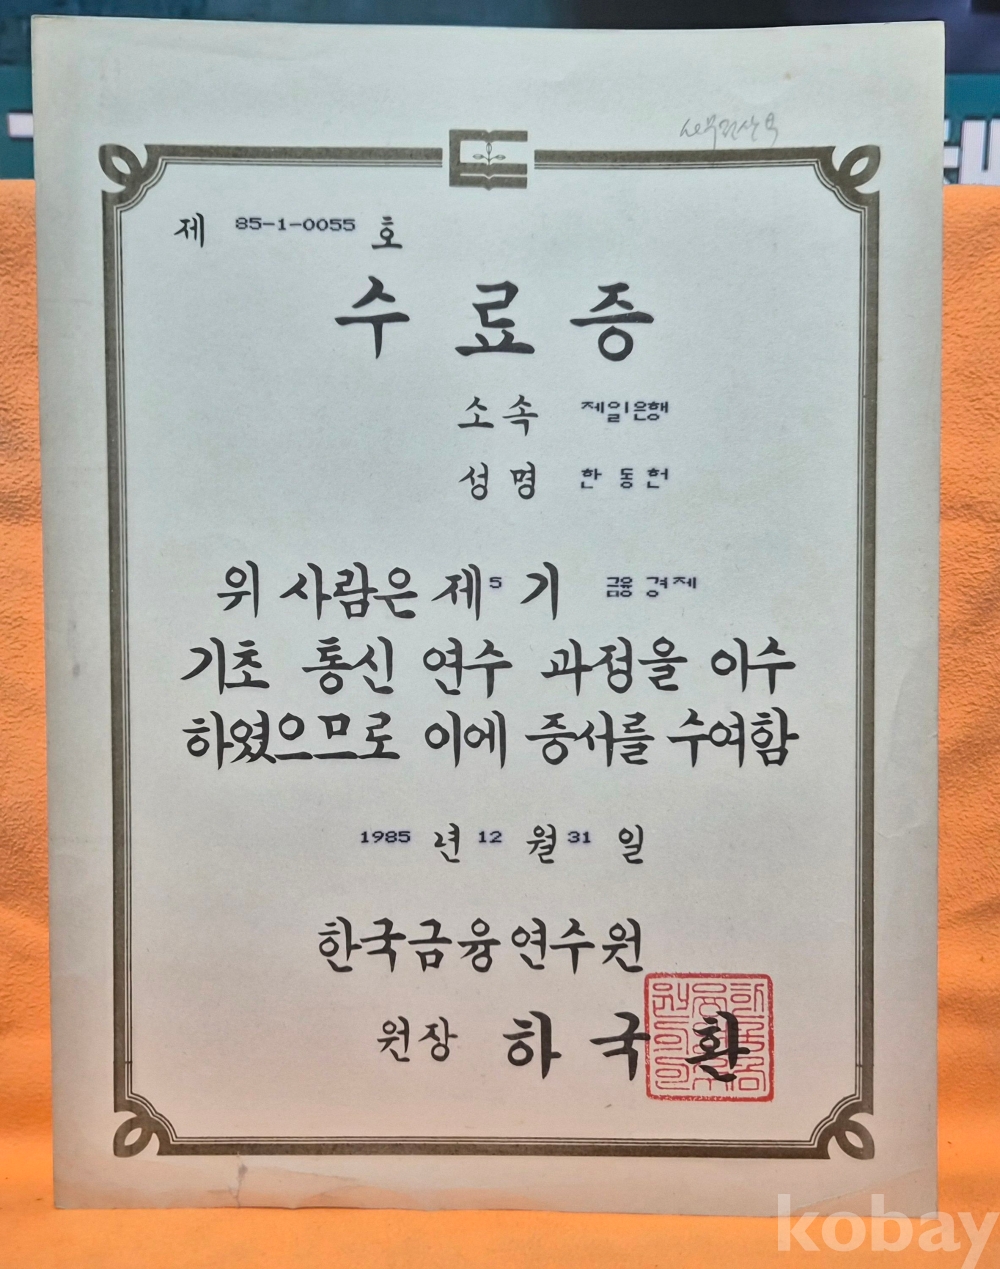 제 85-1-0055 호
수 료 증
소속 제일은행
성명 한 동 헌
위 사람은 제 5 기 금융 경제
기초 통신 연수 과정을 이수
하였으므로 이에 증서를 수여함
1985 년 12 월 31 일
한국금융연수원
원장 하 국 환
kobay